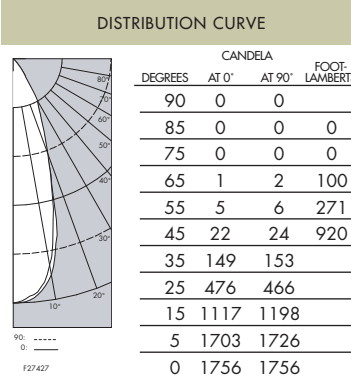 DISTRIBUTION CURVE
CANDELA
DEGREES AT 0° AT 90° FOOT-LAMBERT
90 0 0
85 0 0 0
75 0 0 0
65 1 2 100
55 5 6 271
45 22 24 920
35 149 153
25 476 466
15 1117 1198
5 1703 1726
0 1756 1756
80°
70°
60°
50°
40°
30°
20°
10°
90:
0:
F27427